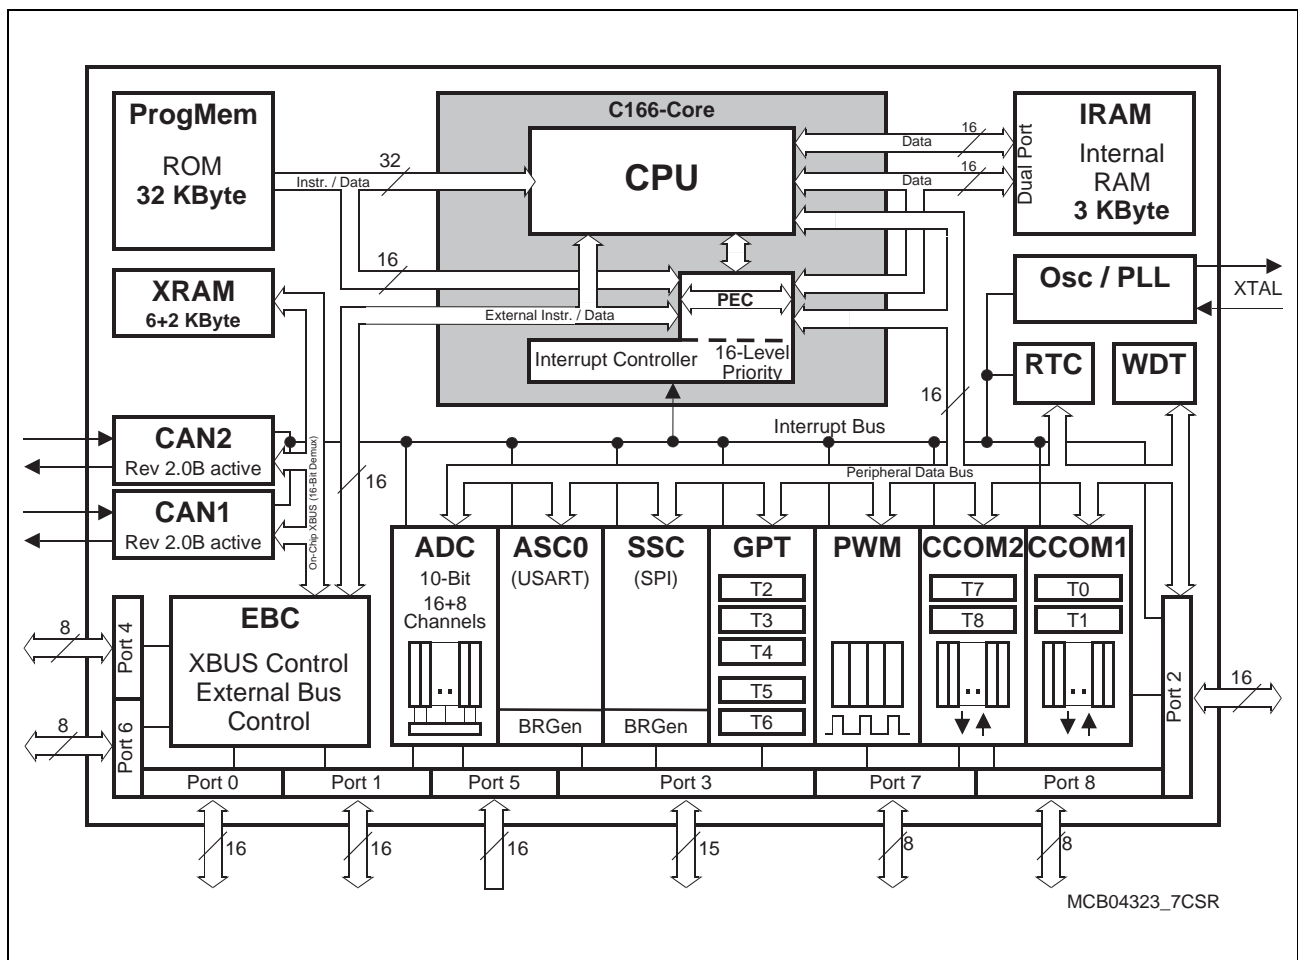 C166-Core
ProgMem
ROM
32 KByte
32
Instr. / Data
16
CPU
16
Data
16
Data
Dual Port
IRAM
Internal
RAM
3 KByte
XRAM
6+2 KByte
External Instr. / Data
PEC
Interrupt Controller
16-Level
Priority
Osc / PLL
XTAL
RTC
WDT
16
Interrupt Bus
Peripheral Data Bus
CAN2
Rev 2.0B active
CAN1
Rev 2.0B active
On-Chip XBUS (16-Bit Demux)
16
EBC
XBUS Control
External Bus
Control
ADC
10-Bit
16+8
Channels
ASC0
(USART)
BRGen
SSC
(SPI)
BRGen
GPT
T2
T3
T4
T5
T6
PWM
CCOM2
T7
T8
CCOM1
T0
T1
8
Port 4
8
Port 6
Port 2
16
Port 0
Port 1
Port 5
Port 3
Port 7
Port 8
16
16
16
15
8
8
MCB04323_7CSR